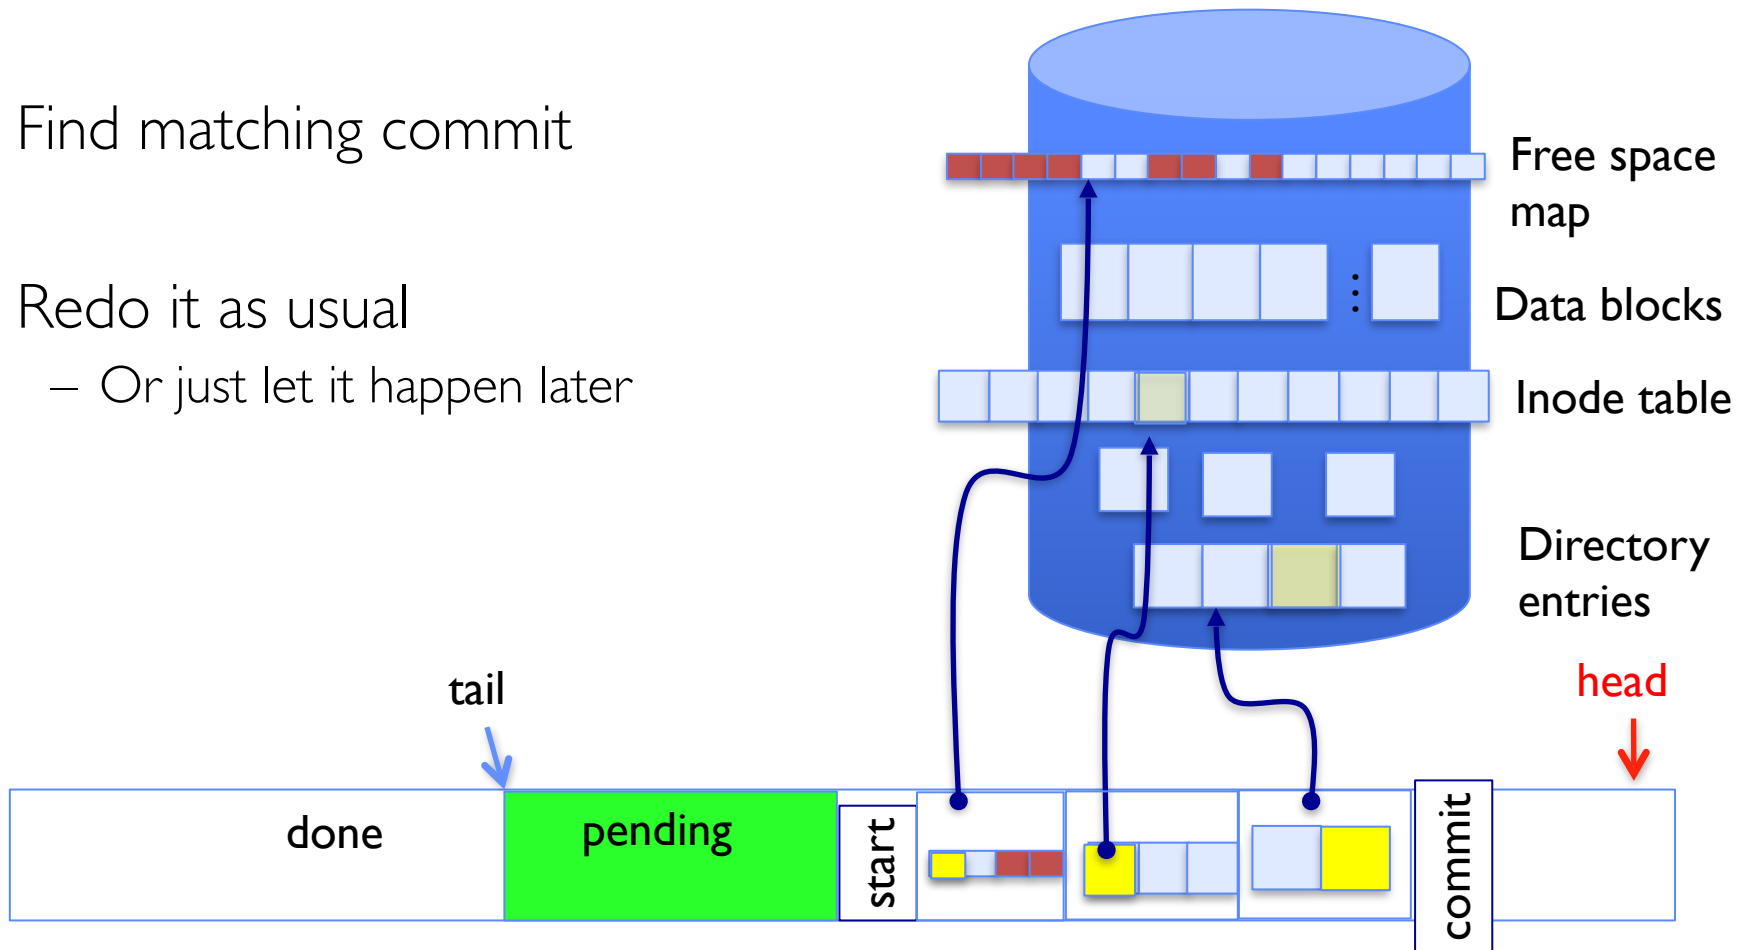 Find matching commit
Redo it as usual
– Or just let it happen later
Free space
map
Data blocks
Inode table
Directory
entries
tail
head
done
pending
start
commit